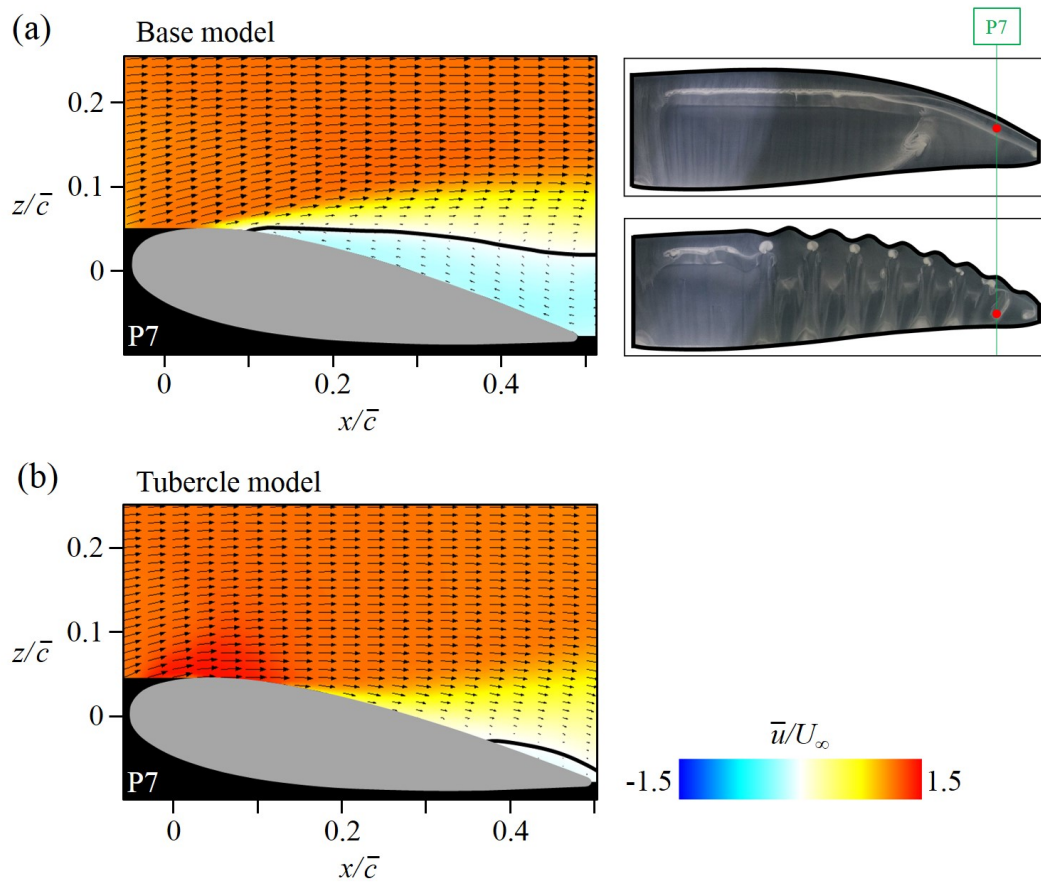 (a)
Base model
P7
0.2
0.1
z/c̅
0
P7
0
0.2
0.4
x/c̅
(b)
Tubercle model
0.2
0.1
z/c̅
0
P7
0
0.2
0.4
x/c̅
u̅/U∞
-1.5
1.5